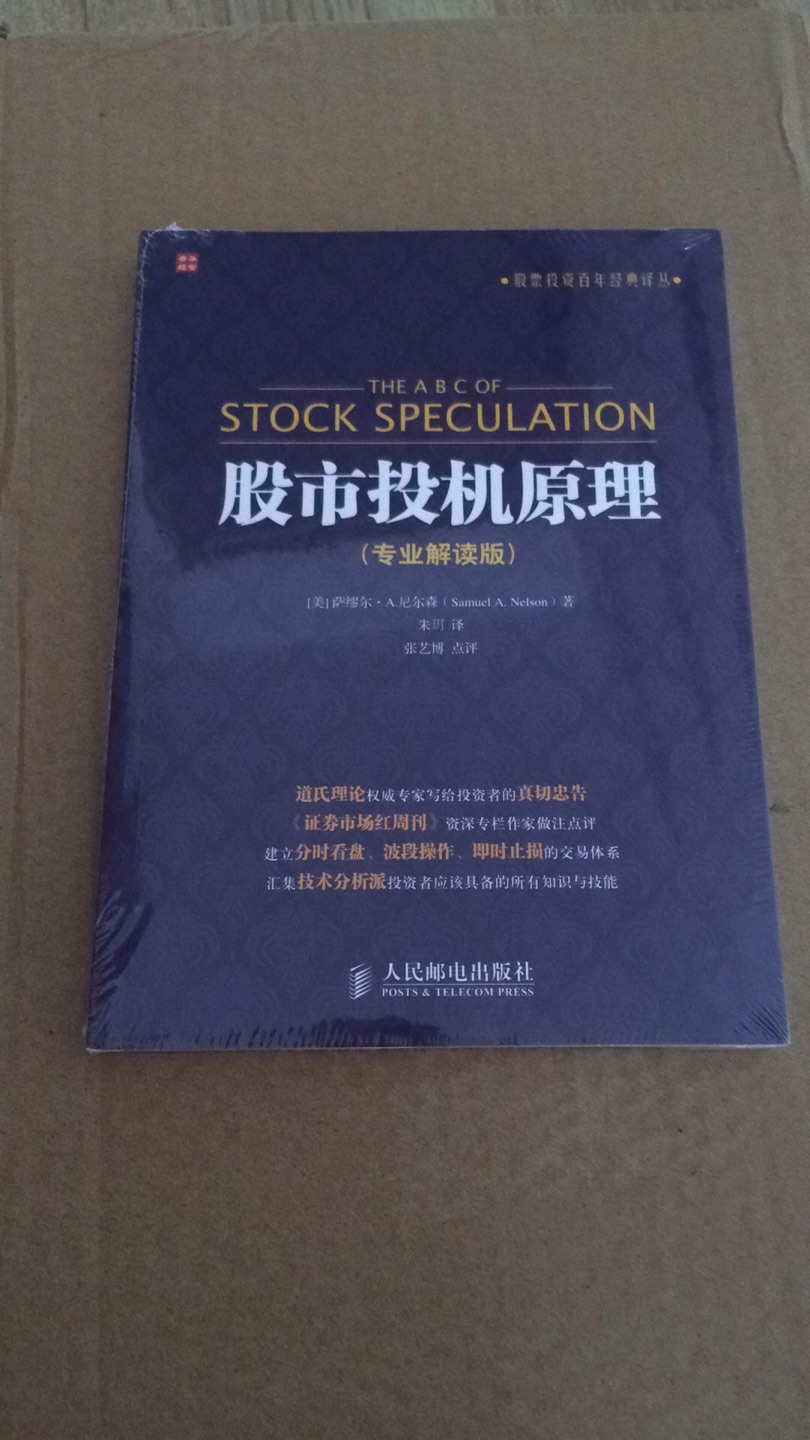 •股票投资百年经典译丛•
THE A B C OF
STOCK SPECULATION
股市投机原理
(专业解读版)
[美]萨缪尔·A.尼尔森(Samuel A. Nelson)著
朱玥 译
张艺博 点评
道氏理论权威专家写给投资者的真切忠告
《证券市场红周刊》资深专栏作家做注点评
建立分时看盘、波段操作、即时止损的交易体系
汇集技术分析派投资者应该具备的所有知识与技能
人民邮电出版社
POSTS & TELECOM PRESS